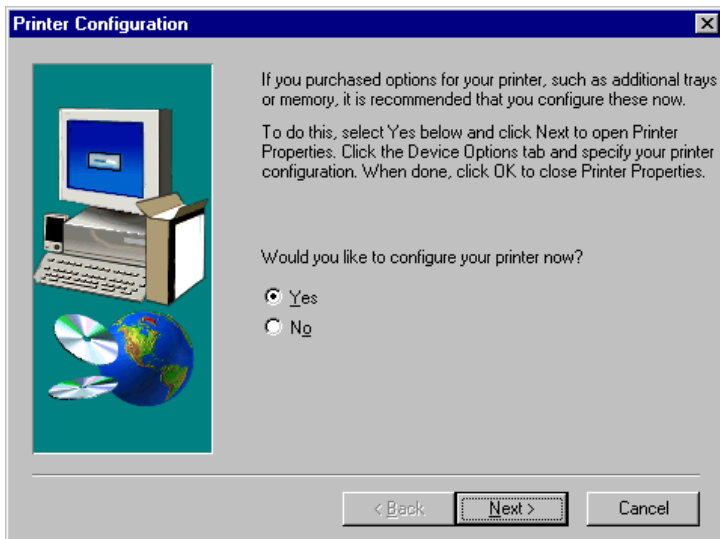 Printer Configuration
If you purchased options for your printer, such as additional trays
or memory, it is recommended that you configure these now.
To do this, select Yes below and click Next to open Printer
Properties. Click the Device Options tab and specify your printer
configuration. When done, click OK to close Printer Properties.
Would you like to configure your printer now?
Yes
No
< Back
Next >
Cancel